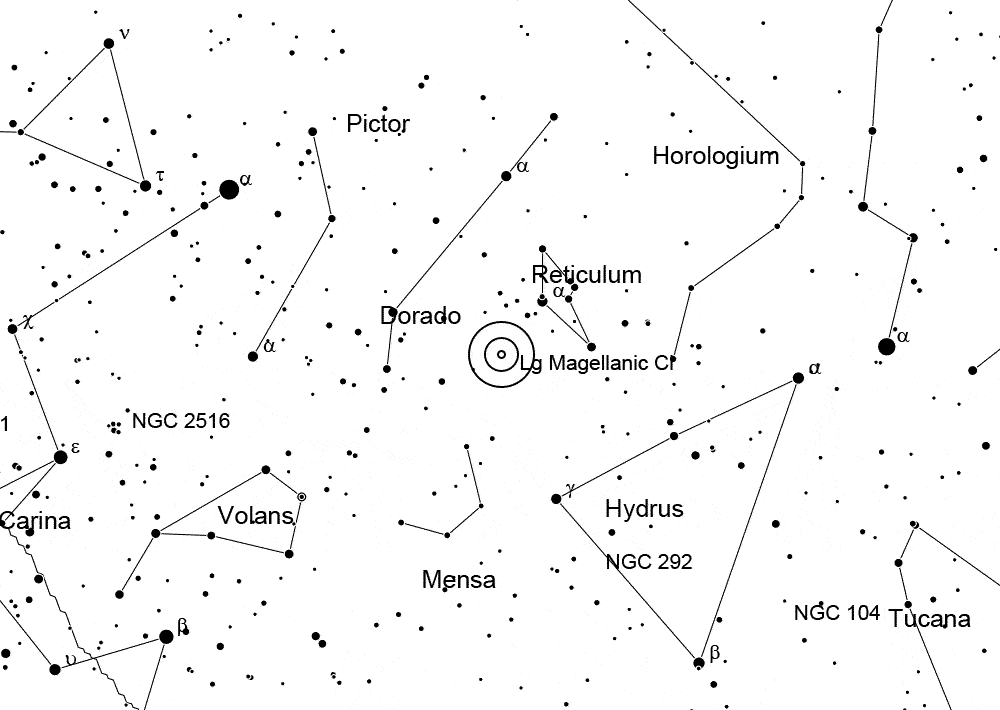 ν
Pictor
Horologium
α
τ
α
Reticulum
α
Dorado
χ
α
α
Lg Magellanic Cl
α
1
NGC 2516
ε
γ
Carina
Volans
Hydrus
NGC 292
Mensa
NGC 104
Tucana
β
υ
β